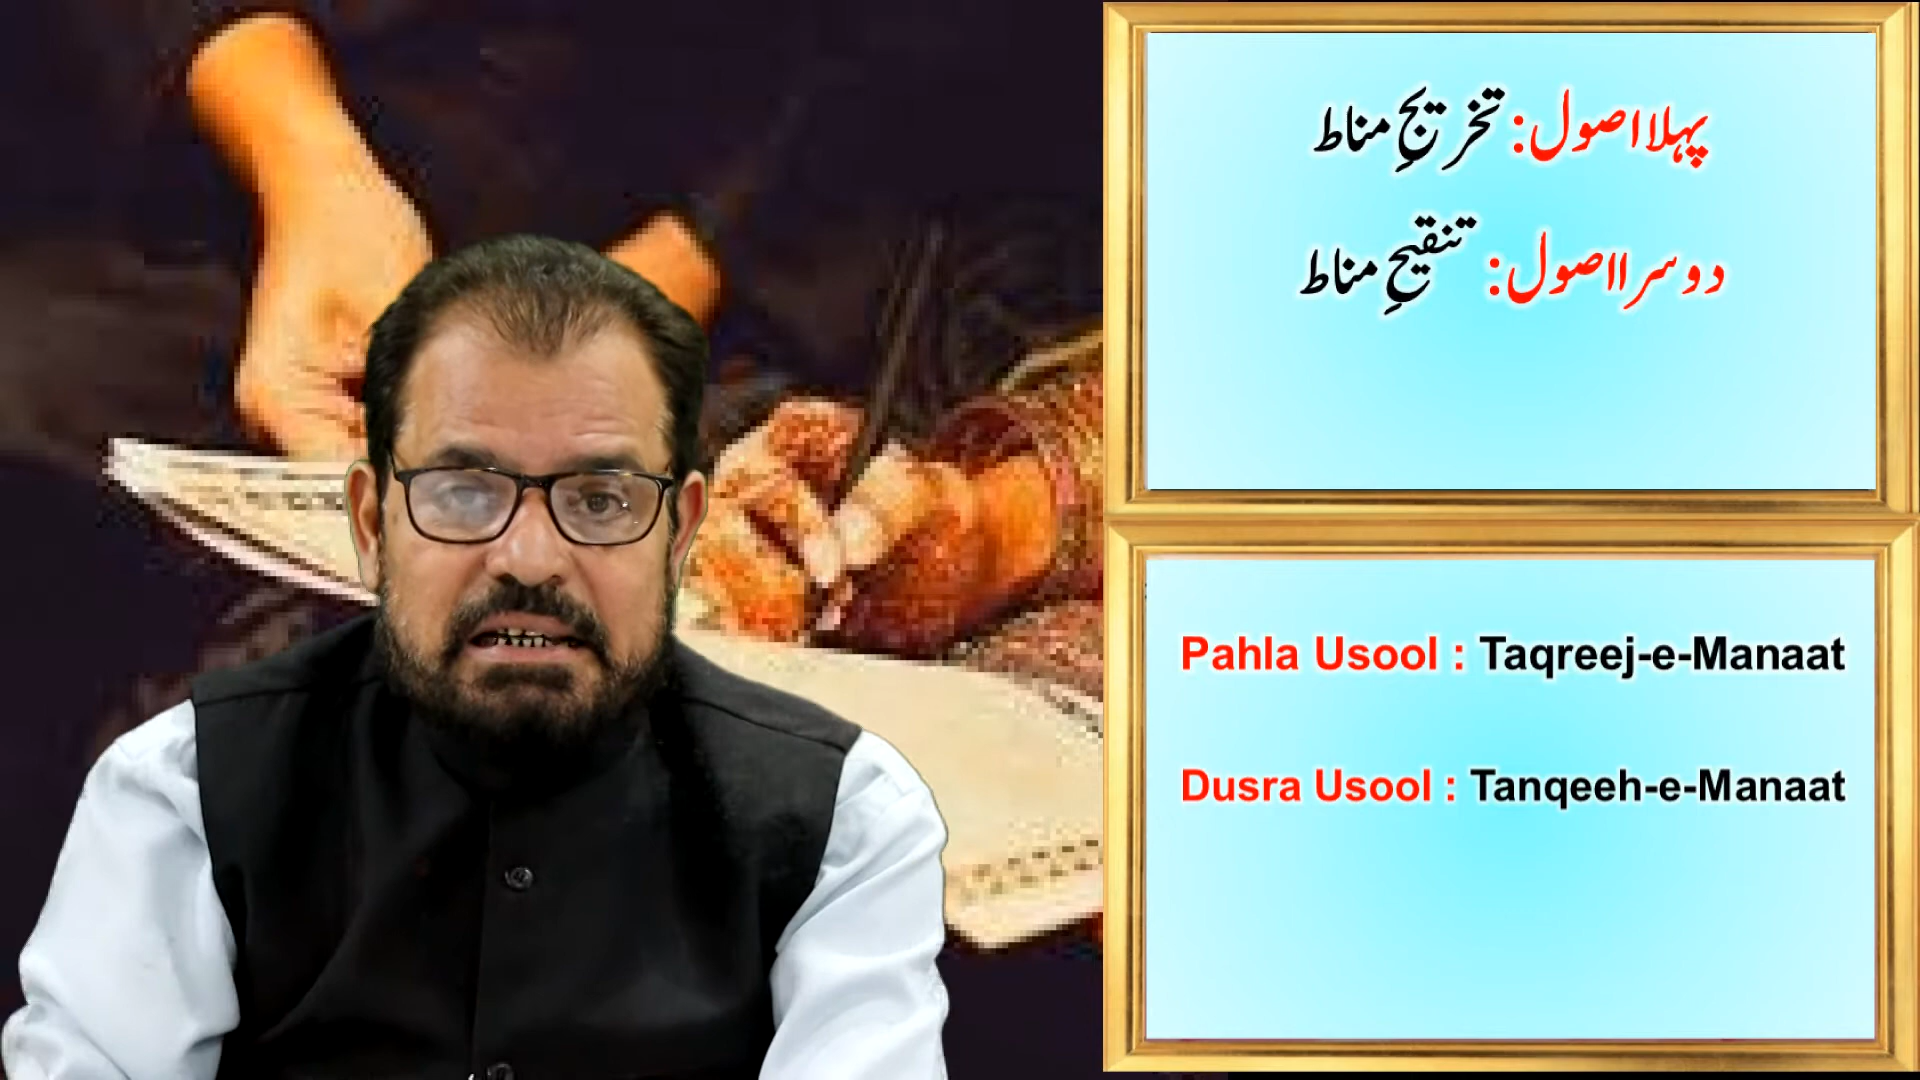 پہلا اصول: تخریجِ مناط
دوسرا اصول: تنقیحِ مناط
Pahla Usool : Taqreej-e-Manaat
Dusra Usool : Tanqeeh-e-Manaat